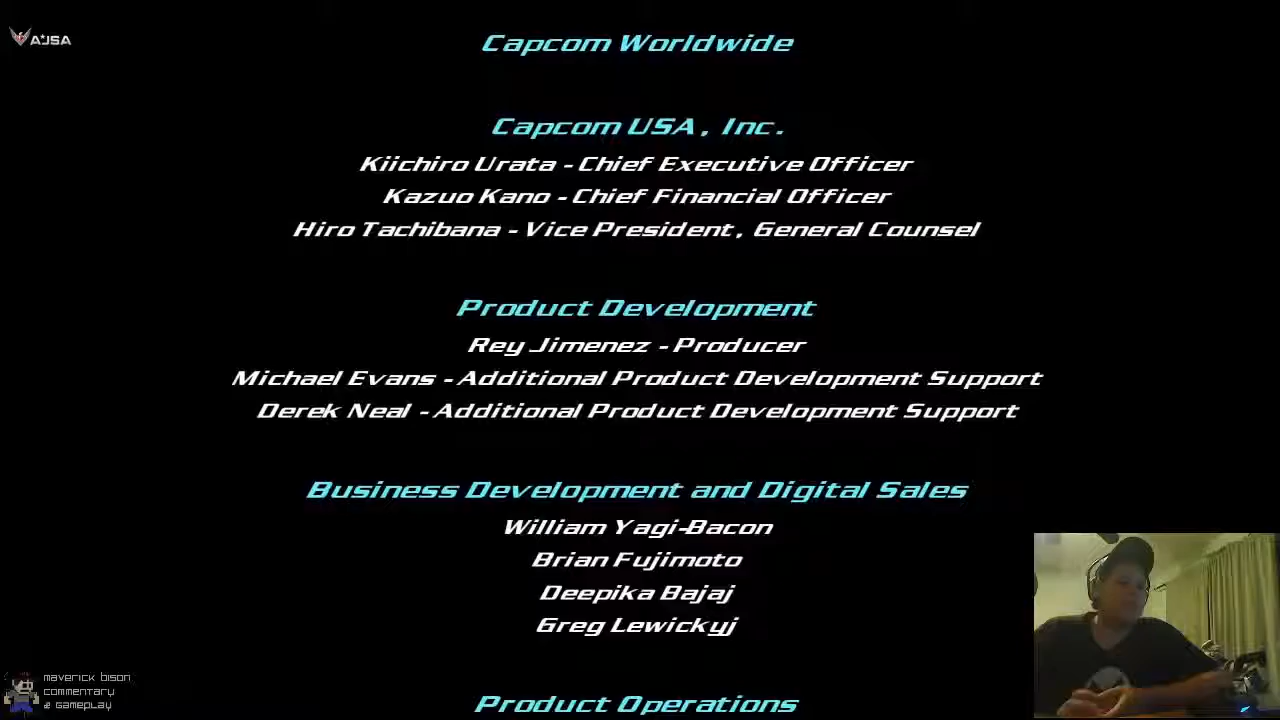 AJSA
Capcom Worldwide
Capcom USA, Inc.
Kiichiro Urata - Chief Executive Officer
Kazuo Kano - Chief Financial Officer
Hiro Tachibana - Vice President, General Counsel
Product Development
Rey Jimenez - Producer
Michael Evans - Additional Product Development Support
Derek Neal - Additional Product Development Support
Business Development and Digital Sales
William Yagi-Bacon
Brian Fujimoto
Deepika Bajaj
Greg Lewickyj
Product Operations
maverick bison
commentary
& Gameplay